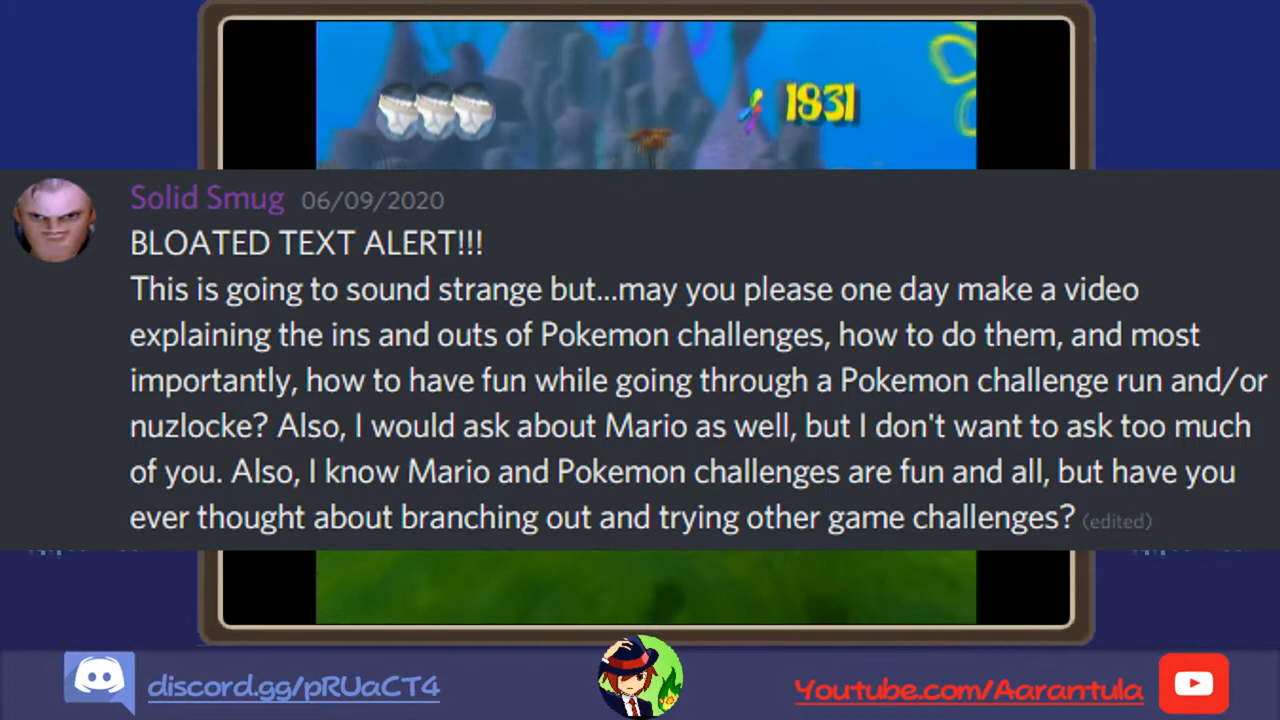 1831
Solid Smug 06/09/2020
BLOATED TEXT ALERT!!!
This is going to sound strange but...may you please one day make a video
explaining the ins and outs of Pokemon challenges, how to do them, and most
importantly, how to have fun while going through a Pokemon challenge run and/or
nuzlocke? Also, I would ask about Mario as well, but I don't want to ask too much
of you. Also, I know Mario and Pokemon challenges are fun and all, but have you
ever thought about branching out and trying other game challenges? (edited)
discord.gg/pRUaCT4
Youtube.com/Aarantula